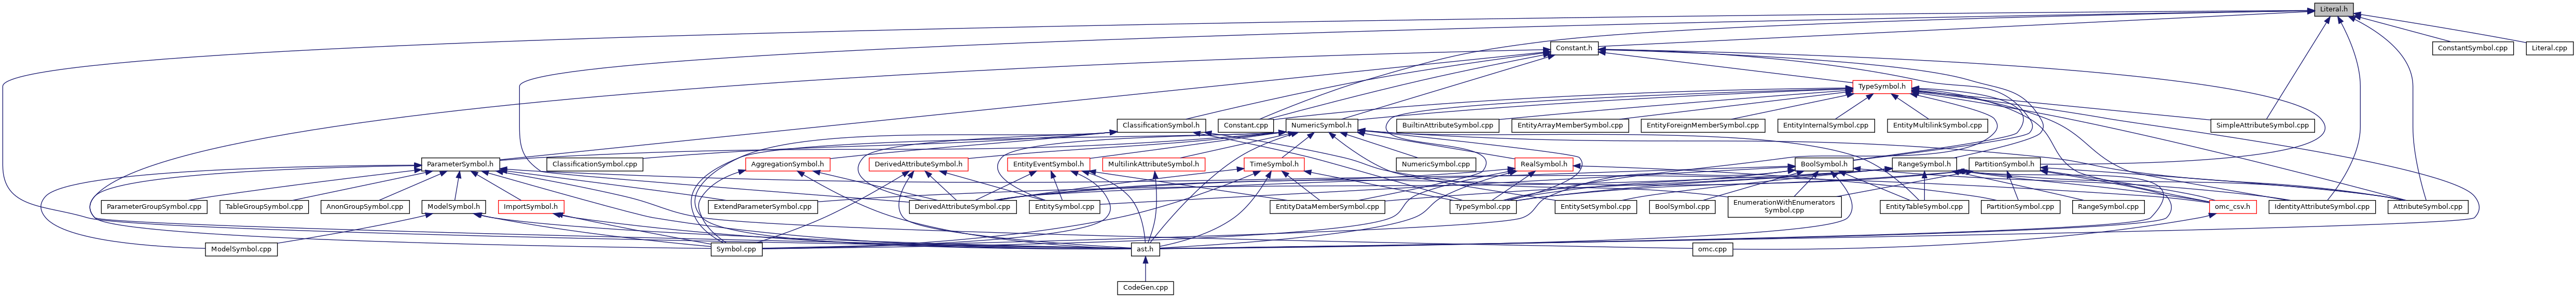 Literal.h
Constant.h
ConstantSymbol.cpp
Literal.cpp
TypeSymbol.h
ClassificationSymbol.h
Constant.cpp
NumericSymbol.h
BuiltinAttributeSymbol.cpp
EntityArrayMemberSymbol.cpp
EntityForeignMemberSymbol.cpp
EntityInternalSymbol.cpp
EntityMultilinkSymbol.cpp
SimpleAttributeSymbol.cpp
ParameterSymbol.h
ClassificationSymbol.cpp
AggregationSymbol.h
DerivedAttributeSymbol.h
EntityEventSymbol.h
MultilinkAttributeSymbol.h
TimeSymbol.h
NumericSymbol.cpp
RealSymbol.h
BoolSymbol.h
RangeSymbol.h
PartitionSymbol.h
ParameterGroupSymbol.cpp
TableGroupSymbol.cpp
AnonGroupSymbol.cpp
ModelSymbol.h
ImportSymbol.h
ExtendParameterSymbol.cpp
DerivedAttributeSymbol.cpp
EntitySymbol.cpp
EntityDataMemberSymbol.cpp
TypeSymbol.cpp
EntitySetSymbol.cpp
BoolSymbol.cpp
EnumerationWithEnumerators
Symbol.cpp
EntityTableSymbol.cpp
PartitionSymbol.cpp
RangeSymbol.cpp
omc_csv.h
IdentityAttributeSymbol.cpp
AttributeSymbol.cpp
ModelSymbol.cpp
Symbol.cpp
ast.h
omc.cpp
CodeGen.cpp